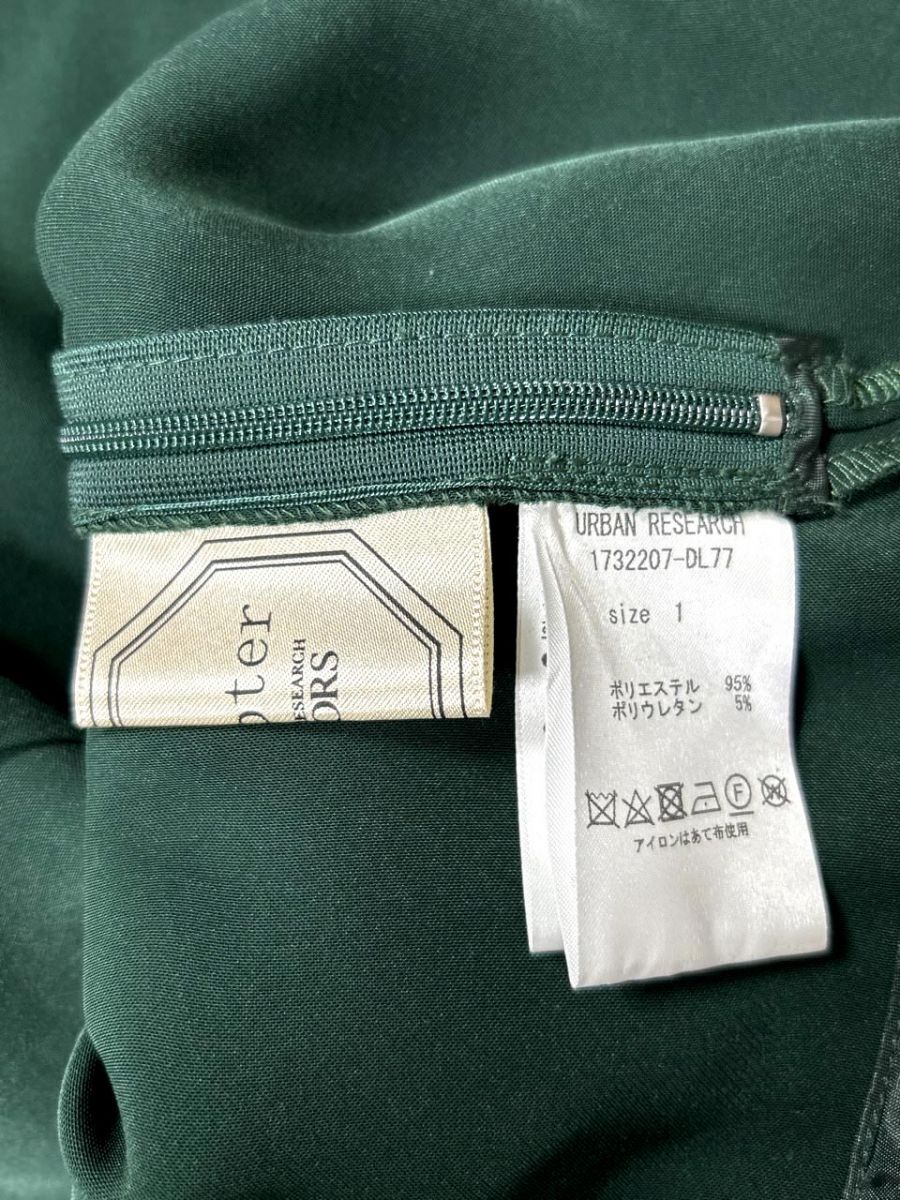 URBAN RESEARCH
1732207-DL77
size 1
ポリエステル 95%
ポリウレタン 5%
F
アイロンはあて布使用
pter
RESEARCH
ORS